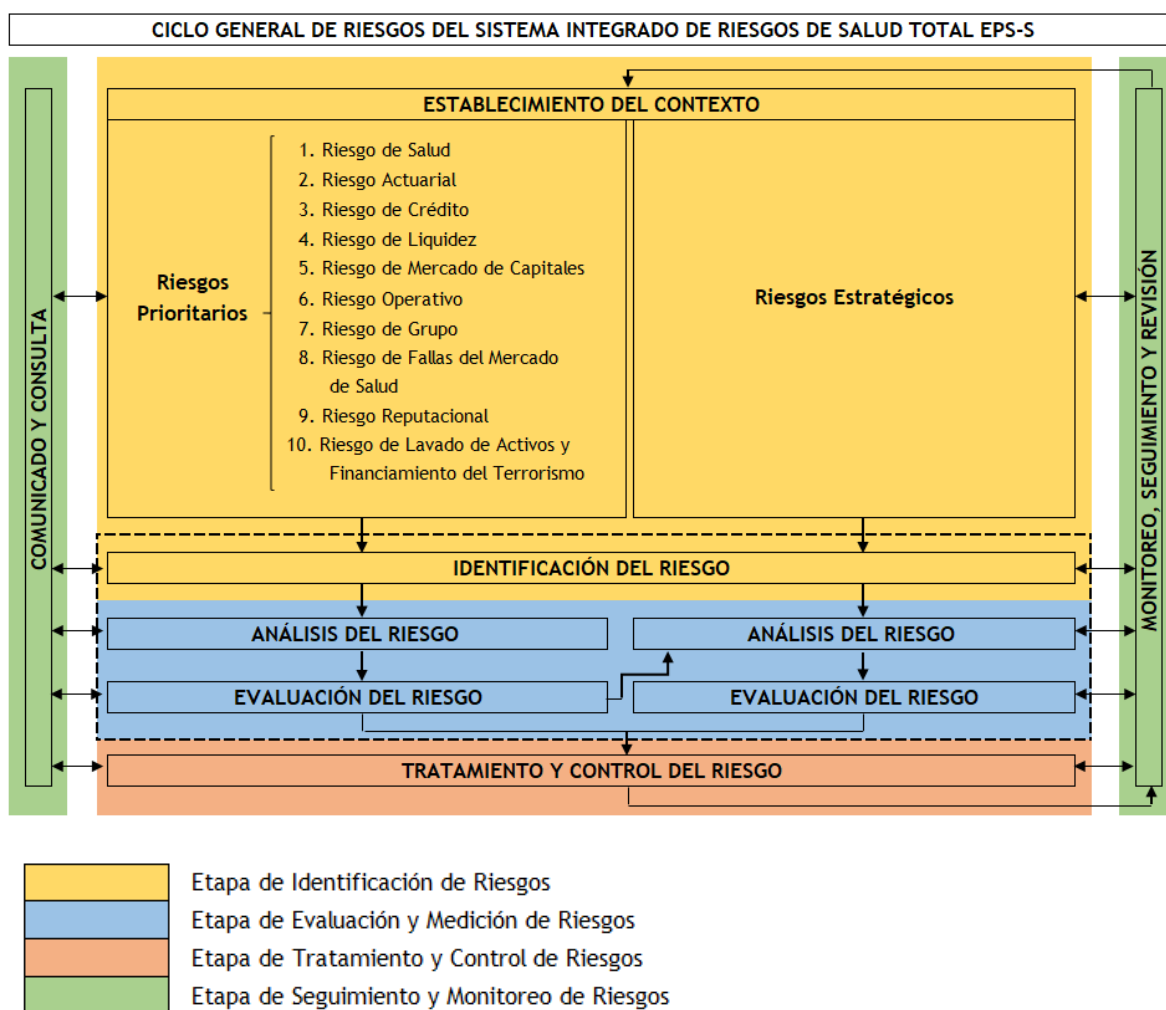 CICLO GENERAL DE RIESGOS DEL SISTEMA INTEGRADO DE RIESGOS DE SALUD TOTAL EPS-S
COMUNICADO Y CONSULTA
ESTABLECIMIENTO DEL CONTEXTO
Riesgos
Prioritarios
1. Riesgo de Salud
2. Riesgo Actuarial
3. Riesgo de Crédito
4. Riesgo de Liquidez
5. Riesgo de Mercado de Capitales
6. Riesgo Operativo
7. Riesgo de Grupo
8. Riesgo de Fallas del Mercado
de Salud
9. Riesgo Reputacional
10. Riesgo de Lavado de Activos y
Financiamiento del Terrorismo
Riesgos Estratégicos
IDENTIFICACIÓN DEL RIESGO
ANÁLISIS DEL RIESGO
ANÁLISIS DEL RIESGO
EVALUACIÓN DEL RIESGO
EVALUACIÓN DEL RIESGO
TRATAMIENTO Y CONTROL DEL RIESGO
MONITOREO, SEGUIMIENTO Y REVISIÓN
Etapa de Identificación de Riesgos
Etapa de Evaluación y Medición de Riesgos
Etapa de Tratamiento y Control de Riesgos
Etapa de Seguimiento y Monitoreo de Riesgos